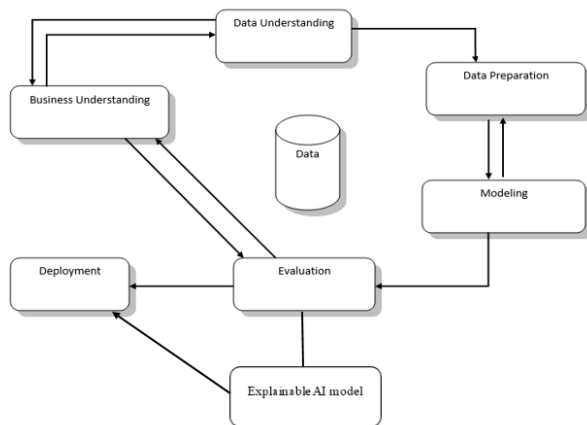 Data Understanding
Data Preparation
Business Understanding
Data
Modeling
Deployment
Evaluation
Explainable AI model